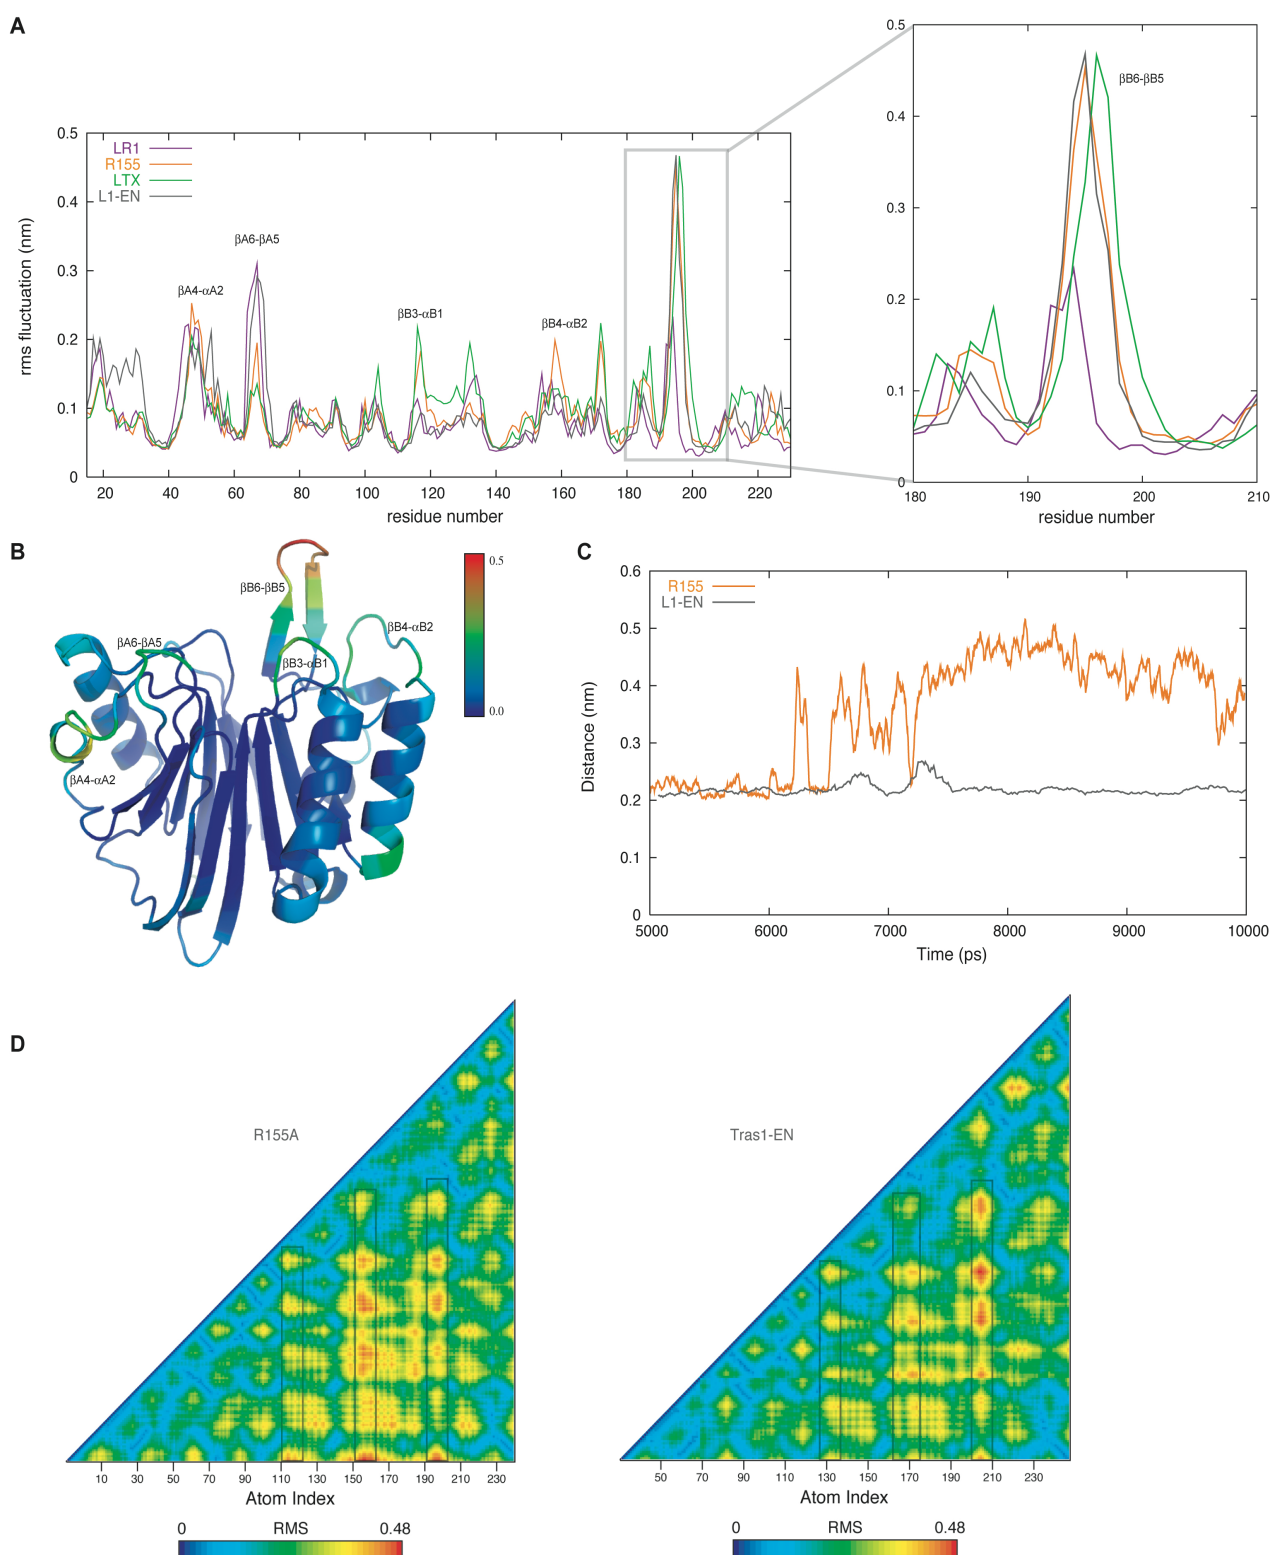 A
LR1
R155
LTX
L1-EN
βA4-αA2
βA6-βA5
βB3-αB1
βB4-αB2
rms fluctuation (nm)
0.5
0.4
0.3
0.2
0.1
0
20 40 60 80 100 120 140 160 180 200 220
residue number
βB6-βB5
0.5
0.4
0.3
0.2
0.1
0
180 190 200 210
residue number
B
βB6-βB5
βB4-αB2
βA6-βA5
βB3-αB1
βA4-αA2
0.5
0.0
C
R155
L1-EN
Distance (nm)
0.6
0.5
0.4
0.3
0.2
0.1
0
5000 6000 7000 8000 9000 10000
Time (ps)
D
R155A
10 30 50 70 90 110 130 150 170 190 210 230
Atom Index
0 RMS 0.48
Tras1-EN
50 70 90 110 130 150 170 190 210 230
Atom Index
0 RMS 0.48